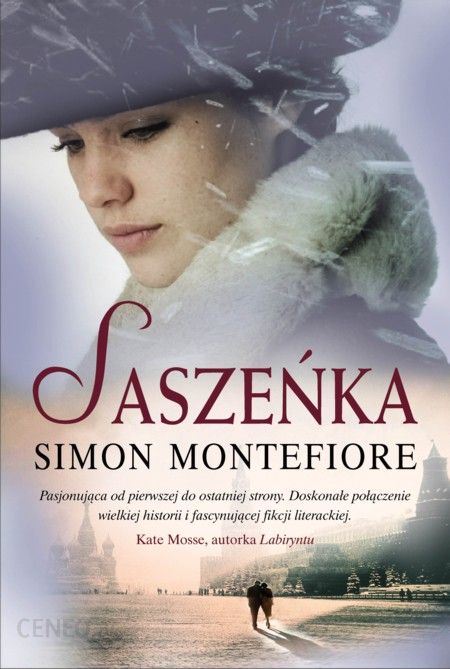 SASZEŃKA
SIMON MONTEFIORE
Pasjonująca od pierwszej do ostatniej strony. Doskonałe połączenie
wielkiej historii i fascynującej fikcji literackiej.
Kate Mosse, autorka Labiryntu
CENEO